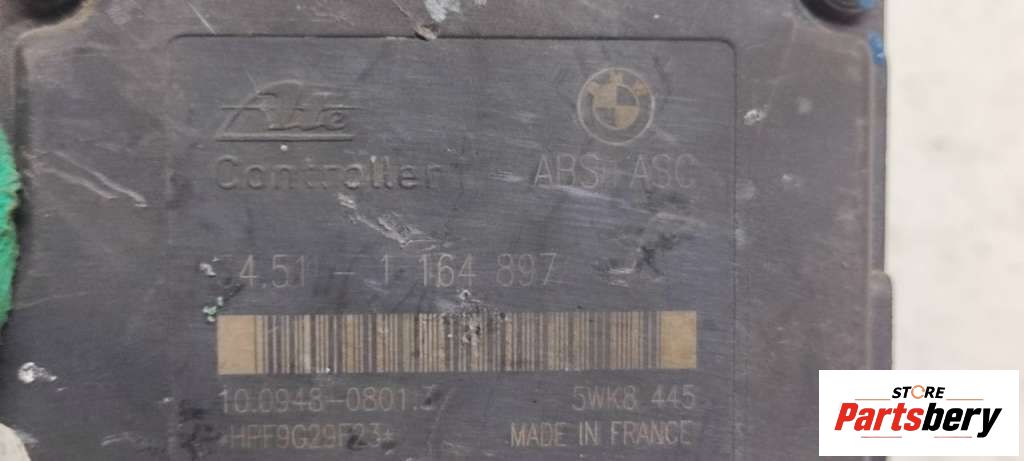 Ate
Controller ABS ASC
4.51 - 1 164 897
10.0948-0801.3
5WK8 445
HPF9G29F23*
MADE IN FRANCE
STORE
Partsbery